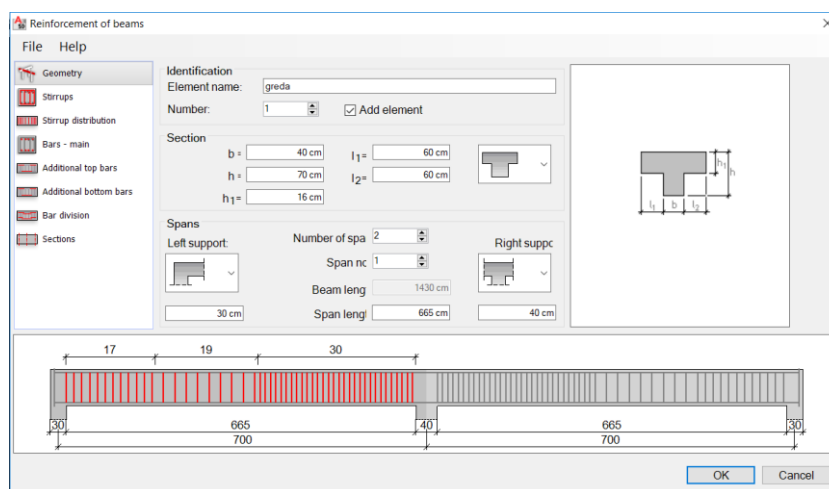 Reinforcement of beams
File Help
Geometry
Stirrups
Stirrup distribution
Bars - main
Additional top bars
Additional bottom bars
Bar division
Sections
Identification
Element name: greda
Number: 1 Add element
Section
b = 40 cm l1= 60 cm
h = 70 cm l2= 60 cm
h1= 16 cm
Spans
Left support: Number of spa 2 Right suppc
Span nc 1
Beam leng 1430 cm
30 cm Span lengt 665 cm 40 cm
h1
h
l1 b l2
17 19 30
30 665 40 665 30
700 700
OK Cancel